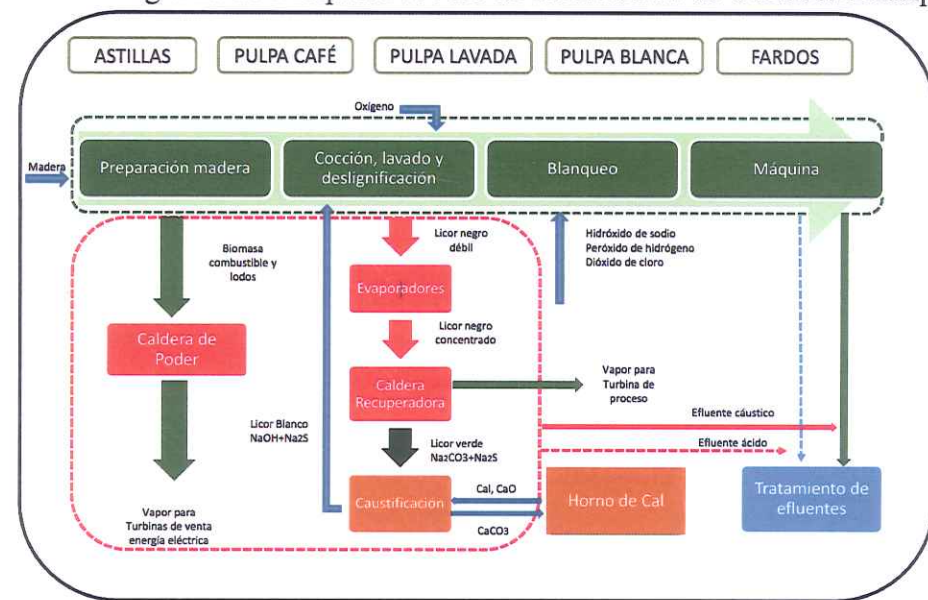 ASTILLAS
PULPA CAFÉ
PULPA LAVADA
PULPA BLANCA
FARDOS
Oxígeno
Madera
Preparación madera
Cocción, lavado y
deslignificación
Blanqueo
Máquina
Biomasa
combustible y
lodos
Licor negro
débil
Hidróxido de sodio
Peróxido de hidrógeno
Dióxido de cloro
Evaporadores
Licor negro
concentrado
Caldera de
Poder
Caldera
Recuperadora
Vapor para
Turbina de
proceso
Licor Blanco
NaOH+Na2S
Licor verde
Na2CO3+Na2S
Efluente cáustico
Efluente ácido
Caustificación
Cal, CaO
CaCO3
Horno de Cal
Tratamiento de
efluentes
Vapor para
Turbinas de venta
energía eléctrica